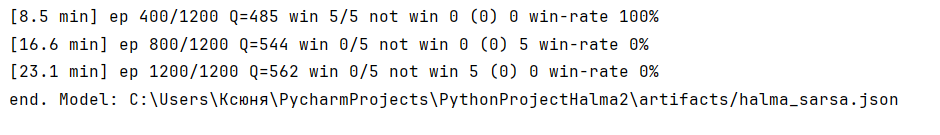 [8.5 min] ep 400/1200 Q=485 win 5/5 not win 0 (0) 0 win-rate 100%
[16.6 min] ep 800/1200 Q=544 win 0/5 not win 0 (0) 5 win-rate 0%
[23.1 min] ep 1200/1200 Q=562 win 0/5 not win 5 (0) 0 win-rate 0%
end. Model: C:\Users\Ксюня\PycharmProjects\PythonProjectHalma2\artifacts/halma_sarsa.json